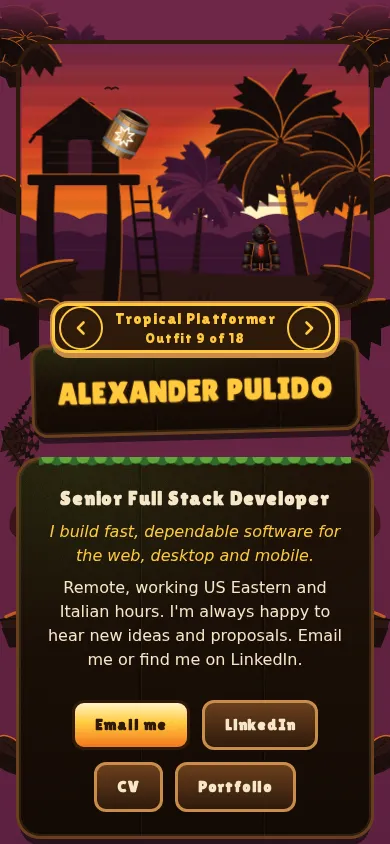 Tropical Platformer
Outfit 9 of 18
ALEXANDER PULIDO
Senior Full Stack Developer
I build fast, dependable software for
the web, desktop and mobile.
Remote, working US Eastern and
Italian hours. I'm always happy to
hear new ideas and proposals. Email
me or find me on LinkedIn.
Email me
LinkedIn
CV
Portfolio